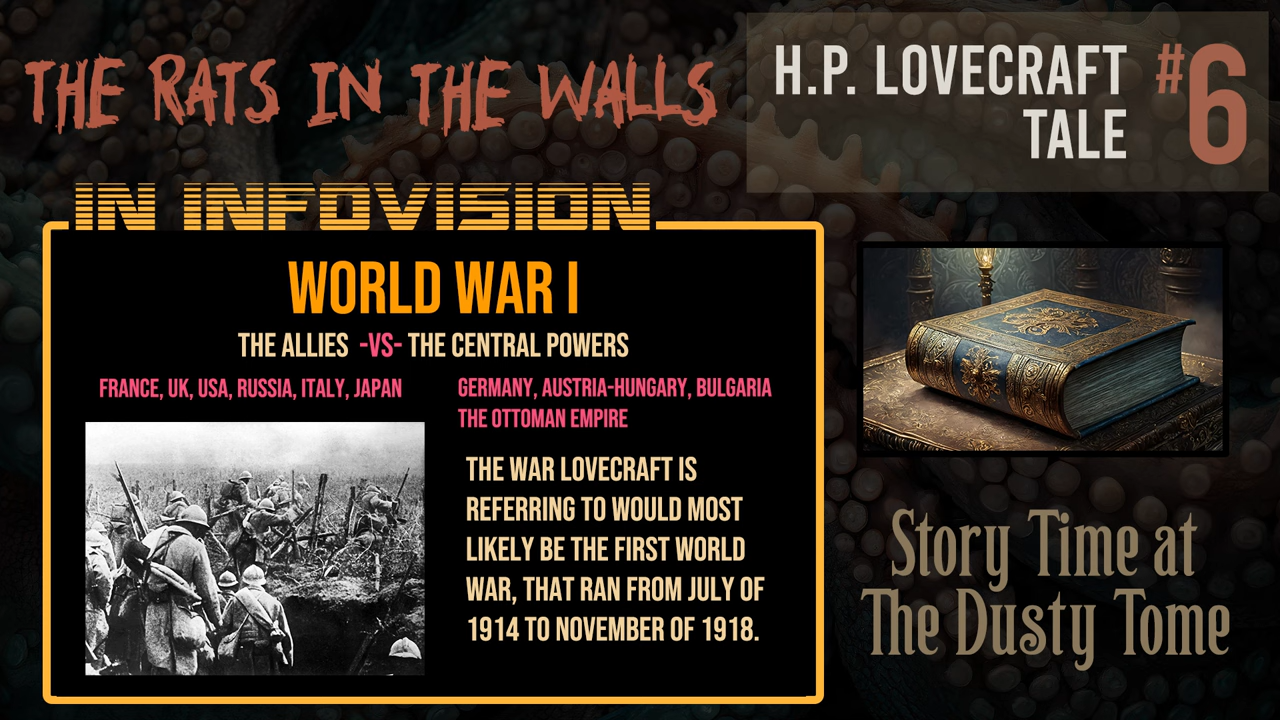 THE RATS IN THE WALLS
H.P. LOVECRAFT
TALE
#6
IN INFOVISION
WORLD WAR I
THE ALLIES -VS- THE CENTRAL POWERS
FRANCE, UK, USA, RUSSIA, ITALY, JAPAN
GERMANY, AUSTRIA-HUNGARY, BULGARIA
THE OTTOMAN EMPIRE
THE WAR LOVECRAFT IS
REFERRING TO WOULD MOST
LIKELY BE THE FIRST WORLD
WAR, THAT RAN FROM JULY OF
1914 TO NOVEMBER OF 1918.
Story Time at
The Dusty Tome